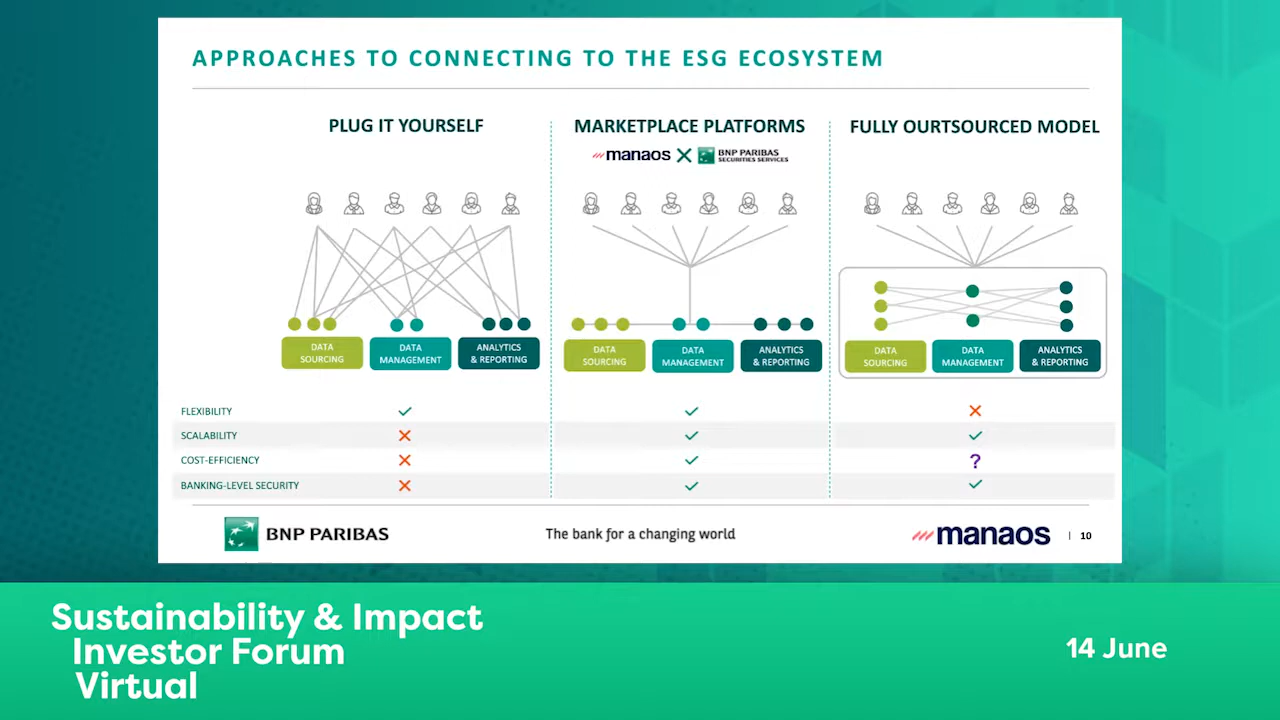 APPROACHES TO CONNECTING TO THE ESG ECOSYSTEM
PLUG IT YOURSELF
MARKETPLACE PLATFORMS
FULLY OURTSOURCED MODEL
manaos X BNP PARIBAS
SECURITIES SERVICES
DATA
SOURCING
DATA
MANAGEMENT
ANALYTICS
& REPORTING
DATA
SOURCING
DATA
MANAGEMENT
ANALYTICS
& REPORTING
DATA
SOURCING
DATA
MANAGEMENT
ANALYTICS
& REPORTING
FLEXIBILITY
SCALABILITY
COST-EFFICIENCY
?
BANKING-LEVEL SECURITY
BNP PARIBAS
The bank for a changing world
manaos
10
Sustainability & Impact
Investor Forum
Virtual
14 June